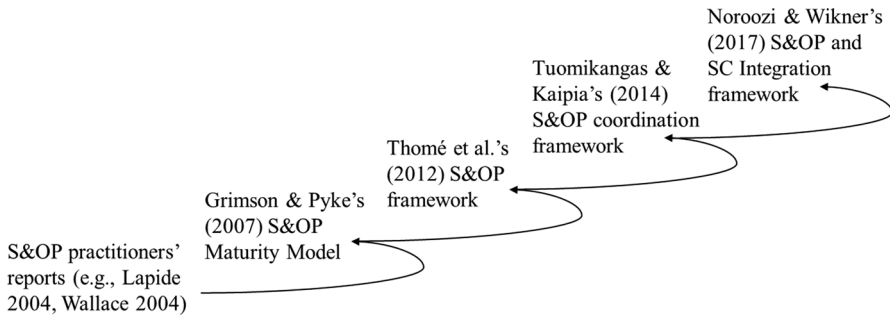 S&OP practitioners'
reports (e.g., Lapide
2004, Wallace 2004)
Grimson & Pyke's
(2007) S&OP
Maturity Model
Thomé et al.'s
(2012) S&OP
framework
Tuomikangas &
Kaipia's (2014)
S&OP coordination
framework
Noroozi & Wikner's
(2017) S&OP and
SC Integration
framework